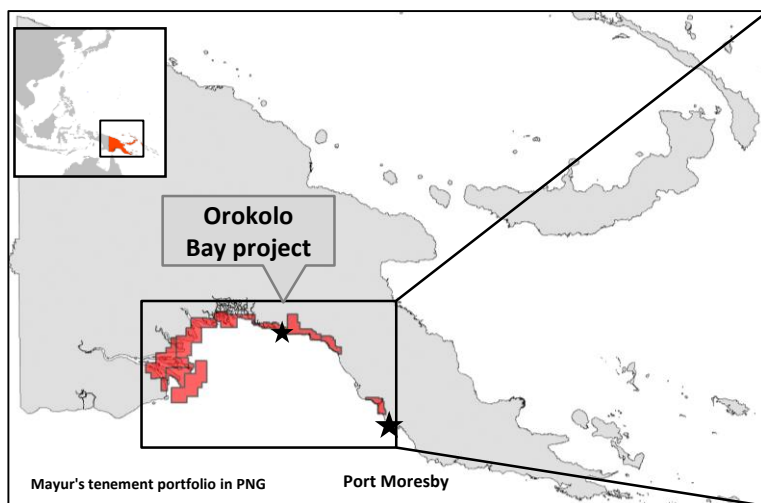 Orokolo
Bay project
Mayur's tenement portfolio in PNG
Port Moresby